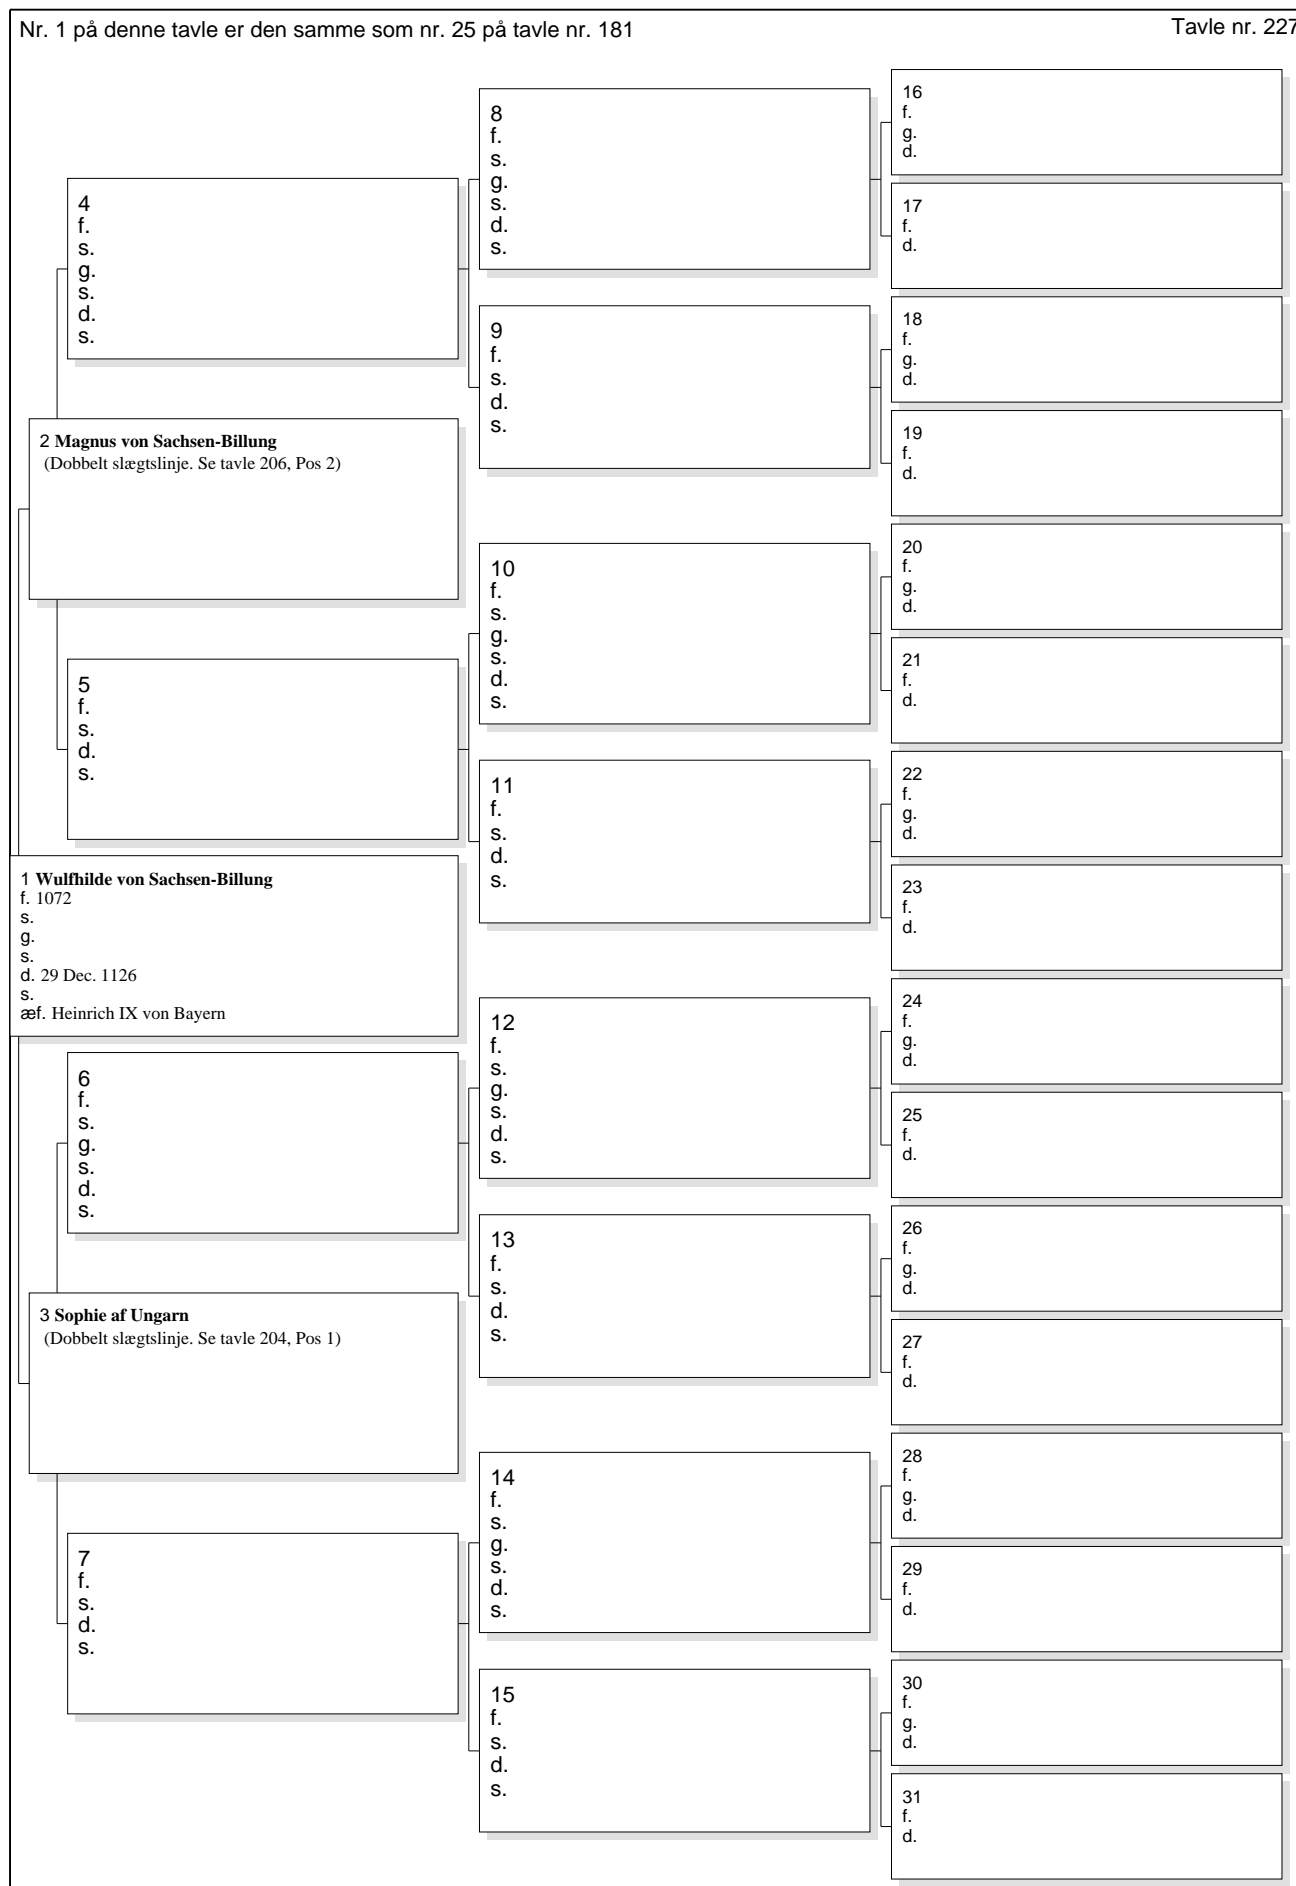 Nr. 1 på denne tavle er den samme som nr. 25 på tavle nr. 181
Tavle nr. 227
16
f.
g.
d.
8
f.
s.
g.
s.
d.
s.
17
f.
d.
4
f.
s.
g.
s.
d.
s.
18
f.
g.
d.
9
f.
s.
d.
s.
19
f.
d.
2 Magnus von Sachsen-Billung
(Dobbelt slægtslinje. Se tavle 206, Pos 2)
20
f.
g.
d.
10
f.
s.
g.
s.
d.
s.
21
f.
d.
5
f.
s.
d.
s.
22
f.
g.
d.
11
f.
s.
d.
s.
23
f.
d.
1 Wulfhilde von Sachsen-Billung
f. 1072
s.
g.
s.
d. 29 Dec. 1126
s.
æf. Heinrich IX von Bayern
24
f.
g.
d.
12
f.
s.
g.
s.
d.
s.
25
f.
d.
6
f.
s.
g.
s.
d.
s.
26
f.
g.
d.
13
f.
s.
d.
s.
27
f.
d.
3 Sophie af Ungarn
(Dobbelt slægtslinje. Se tavle 204, Pos 1)
28
f.
g.
d.
14
f.
s.
g.
s.
d.
s.
29
f.
d.
7
f.
s.
d.
s.
30
f.
g.
d.
15
f.
s.
d.
s.
31
f.
d.